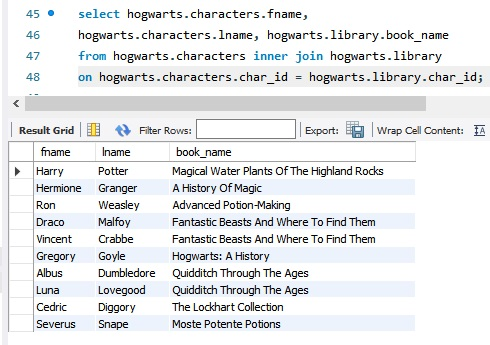 45 select hogwarts.characters.fname,
46 hogwarts.characters.lname, hogwarts.library.book_name
47 from hogwarts.characters inner join hogwarts.library
48 on hogwarts.characters.char_id = hogwarts.library.char_id;
Result Grid Filter Rows: Export: Wrap Cell Content: IA
fname lname book_name
Harry Potter Magical Water Plants Of The Highland Rocks
Hermione Granger A History Of Magic
Ron Weasley Advanced Potion-Making
Draco Malfoy Fantastic Beasts And Where To Find Them
Vincent Crabbe Fantastic Beasts And Where To Find Them
Gregory Goyle Hogwarts: A History
Albus Dumbledore Quidditch Through The Ages
Luna Lovegood Quidditch Through The Ages
Cedric Diggory The Lockhart Collection
Severus Snape Moste Potente Potions